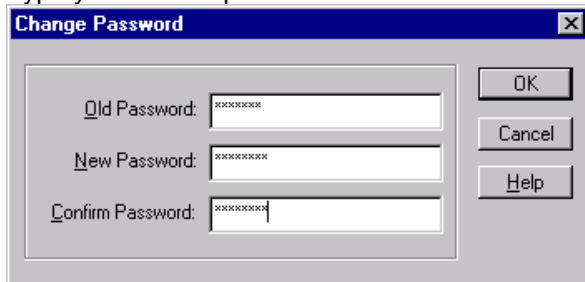 Change Password
Old Password: *******
OK
New Password: ********
Cancel
Confirm Password: ********
Help